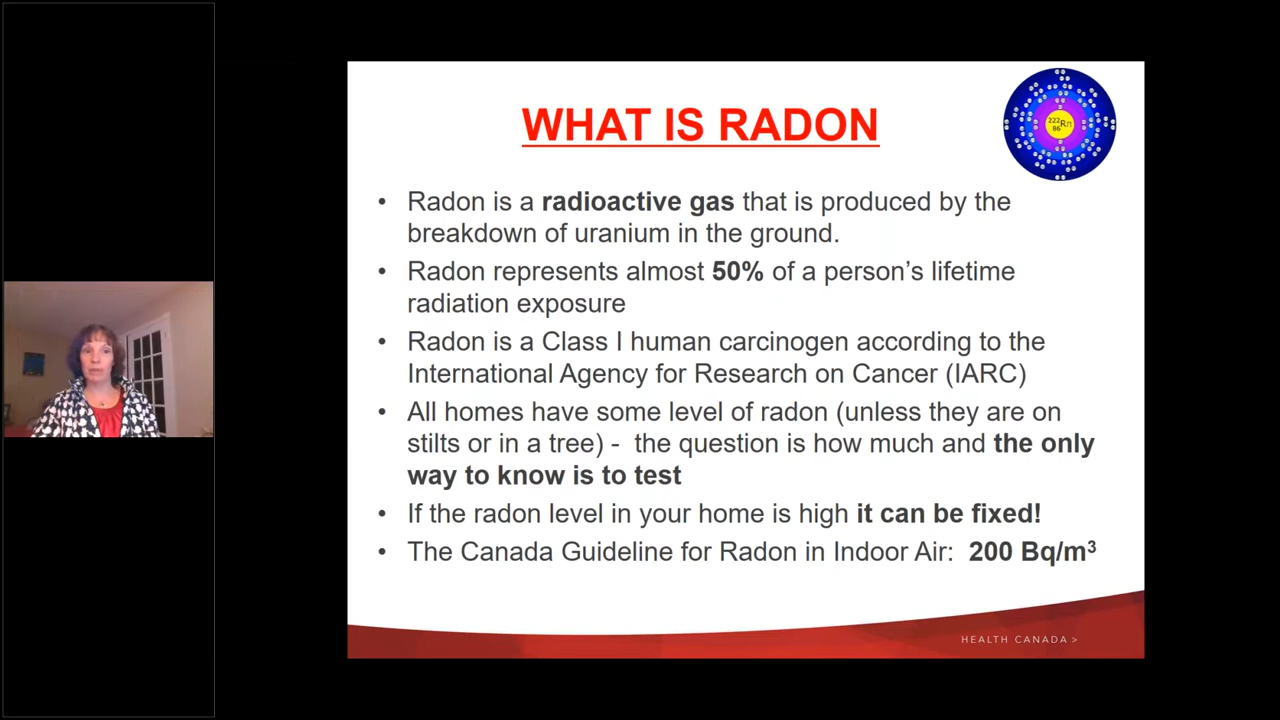 WHAT IS RADON
222
86
Rn
• Radon is a radioactive gas that is produced by the
breakdown of uranium in the ground.
• Radon represents almost 50% of a person’s lifetime
radiation exposure
• Radon is a Class I human carcinogen according to the
International Agency for Research on Cancer (IARC)
• All homes have some level of radon (unless they are on
stilts or in a tree) - the question is how much and the only
way to know is to test
• If the radon level in your home is high it can be fixed!
• The Canada Guideline for Radon in Indoor Air: 200 Bq/m³
HEALTH CANADA >